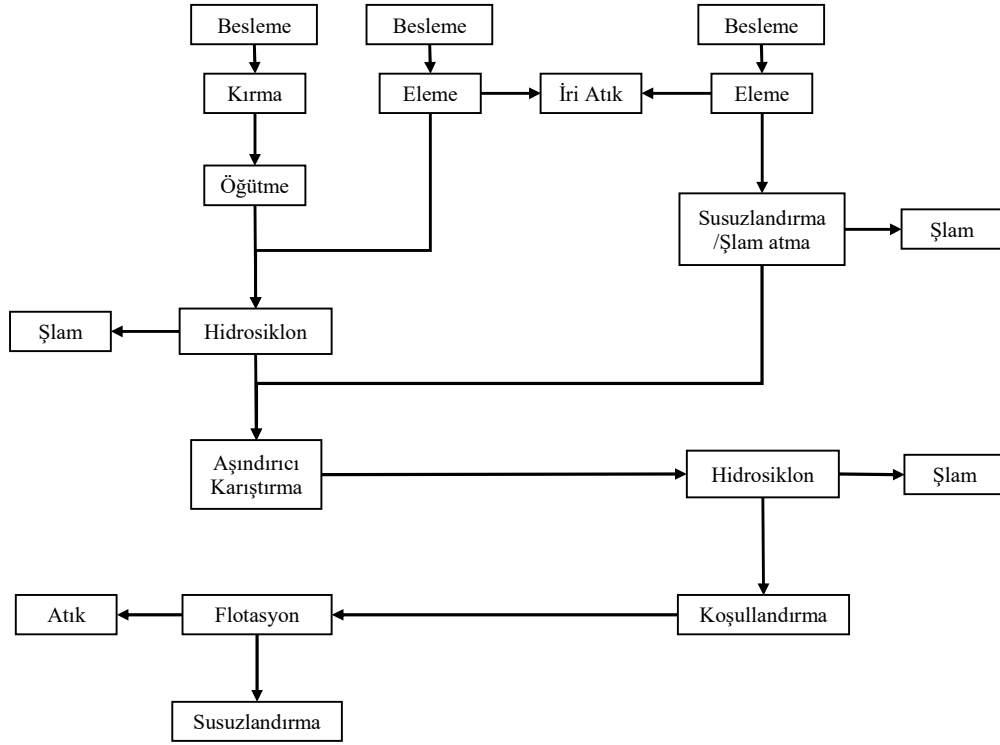 Besleme
Besleme
Besleme
Kırma
Eleme
İri Atık
Eleme
Öğütme
Susuzlandırma
/Şlam atma
Şlam
Şlam
Hidrosiklon
Aşındırıcı
Karıştırma
Hidrosiklon
Şlam
Atık
Flotasyon
Koşullandırma
Susuzlandırma